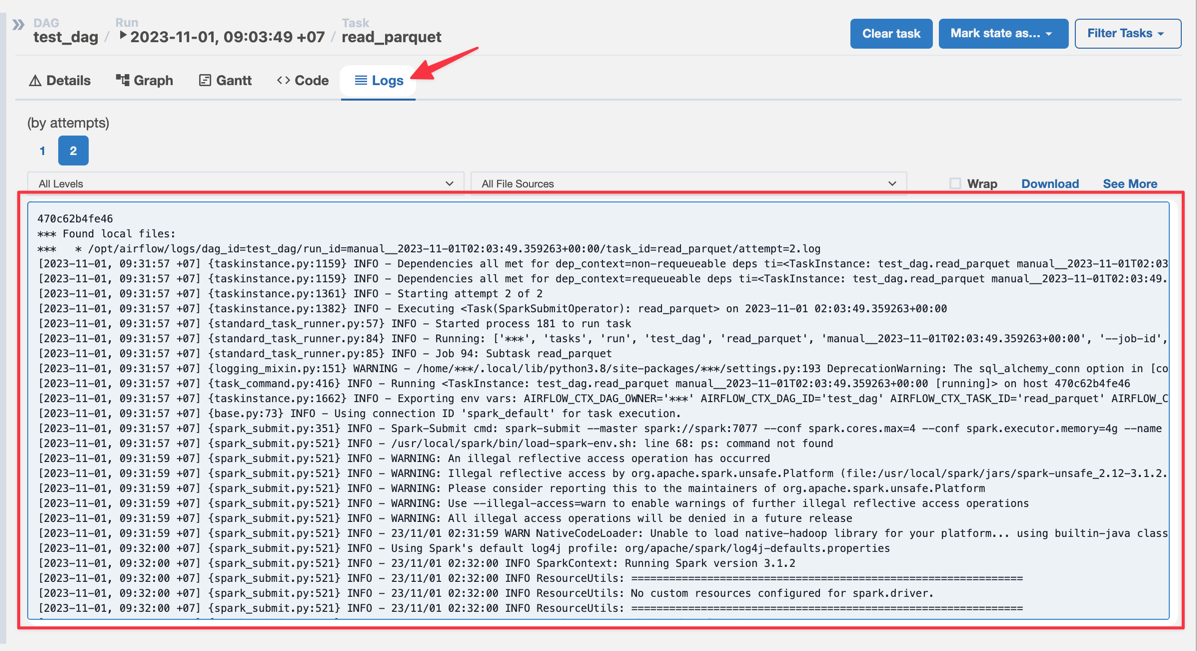 DAG
test_dag
/
Run
2023-11-01, 09:03:49 +07
/
Task
read_parquet
Clear task
Mark state as...
Filter Tasks
Details
Graph
Gantt
Code
Logs
(by attempts)
1
2
All Levels
All File Sources
Wrap
Download
See More
470c62b4fe46
*** Found local files:
***   * /opt/airflow/logs/dag_id=test_dag/run_id=manual__2023-11-01T02:03:49.359263+00:00/task_id=read_parquet/attempt=2.log
[2023-11-01, 09:31:57 +07] {taskinstance.py:1159} INFO - Dependencies all met for dep_context=non-requeueable deps ti=<TaskInstance: test_dag.read_parquet manual__2023-11-01T02:03
[2023-11-01, 09:31:57 +07] {taskinstance.py:1159} INFO - Dependencies all met for dep_context=requeueable deps ti=<TaskInstance: test_dag.read_parquet manual__2023-11-01T02:03:49.
[2023-11-01, 09:31:57 +07] {taskinstance.py:1361} INFO - Starting attempt 2 of 2
[2023-11-01, 09:31:57 +07] {taskinstance.py:1382} INFO - Executing <Task(SparkSubmitOperator): read_parquet> on 2023-11-01 02:03:49.359263+00:00
[2023-11-01, 09:31:57 +07] {standard_task_runner.py:57} INFO - Started process 181 to run task
[2023-11-01, 09:31:57 +07] {standard_task_runner.py:84} INFO - Running: ['***', 'tasks', 'run', 'test_dag', 'read_parquet', 'manual__2023-11-01T02:03:49.359263+00:00', '--job-id',
[2023-11-01, 09:31:57 +07] {standard_task_runner.py:85} INFO - Job 94: Subtask read_parquet
[2023-11-01, 09:31:57 +07] {logging_mixin.py:151} WARNING - /home/***/.local/lib/python3.8/site-packages/***/settings.py:193 DeprecationWarning: The sql_alchemy_conn option in [co
[2023-11-01, 09:31:57 +07] {task_command.py:416} INFO - Running <TaskInstance: test_dag.read_parquet manual__2023-11-01T02:03:49.359263+00:00 [running]> on host 470c62b4fe46
[2023-11-01, 09:31:57 +07] {taskinstance.py:1662} INFO - Exporting env vars: AIRFLOW_CTX_DAG_OWNER='***' AIRFLOW_CTX_DAG_ID='test_dag' AIRFLOW_CTX_TASK_ID='read_parquet' AIRFLOW_C
[2023-11-01, 09:31:57 +07] {base.py:73} INFO - Using connection ID 'spark_default' for task execution.
[2023-11-01, 09:31:57 +07] {spark_submit.py:351} INFO - Spark-Submit cmd: spark-submit --master spark://spark:7077 --conf spark.cores.max=4 --conf spark.executor.memory=4g --name
[2023-11-01, 09:31:57 +07] {spark_submit.py:521} INFO - /usr/local/spark/bin/load-spark-env.sh: line 68: ps: command not found
[2023-11-01, 09:31:59 +07] {spark_submit.py:521} INFO - WARNING: An illegal reflective access operation has occurred
[2023-11-01, 09:31:59 +07] {spark_submit.py:521} INFO - WARNING: Illegal reflective access by org.apache.spark.unsafe.Platform (file:/usr/local/spark/jars/spark-unsafe_2.12-3.1.2.
[2023-11-01, 09:31:59 +07] {spark_submit.py:521} INFO - WARNING: Please consider reporting this to the maintainers of org.apache.spark.unsafe.Platform
[2023-11-01, 09:31:59 +07] {spark_submit.py:521} INFO - WARNING: Use --illegal-access=warn to enable warnings of further illegal reflective access operations
[2023-11-01, 09:31:59 +07] {spark_submit.py:521} INFO - WARNING: All illegal access operations will be denied in a future release
[2023-11-01, 09:31:59 +07] {spark_submit.py:521} INFO - 23/11/01 02:31:59 WARN NativeCodeLoader: Unable to load native-hadoop library for your platform... using builtin-java class
[2023-11-01, 09:32:00 +07] {spark_submit.py:521} INFO - Using Spark's default log4j profile: org/apache/spark/log4j-defaults.properties
[2023-11-01, 09:32:00 +07] {spark_submit.py:521} INFO - 23/11/01 02:32:00 INFO SparkContext: Running Spark version 3.1.2
[2023-11-01, 09:32:00 +07] {spark_submit.py:521} INFO - 23/11/01 02:32:00 INFO ResourceUtils: ==============================================================
[2023-11-01, 09:32:00 +07] {spark_submit.py:521} INFO - 23/11/01 02:32:00 INFO ResourceUtils: No custom resources configured for spark.driver.
[2023-11-01, 09:32:00 +07] {spark_submit.py:521} INFO - 23/11/01 02:32:00 INFO ResourceUtils: ==============================================================